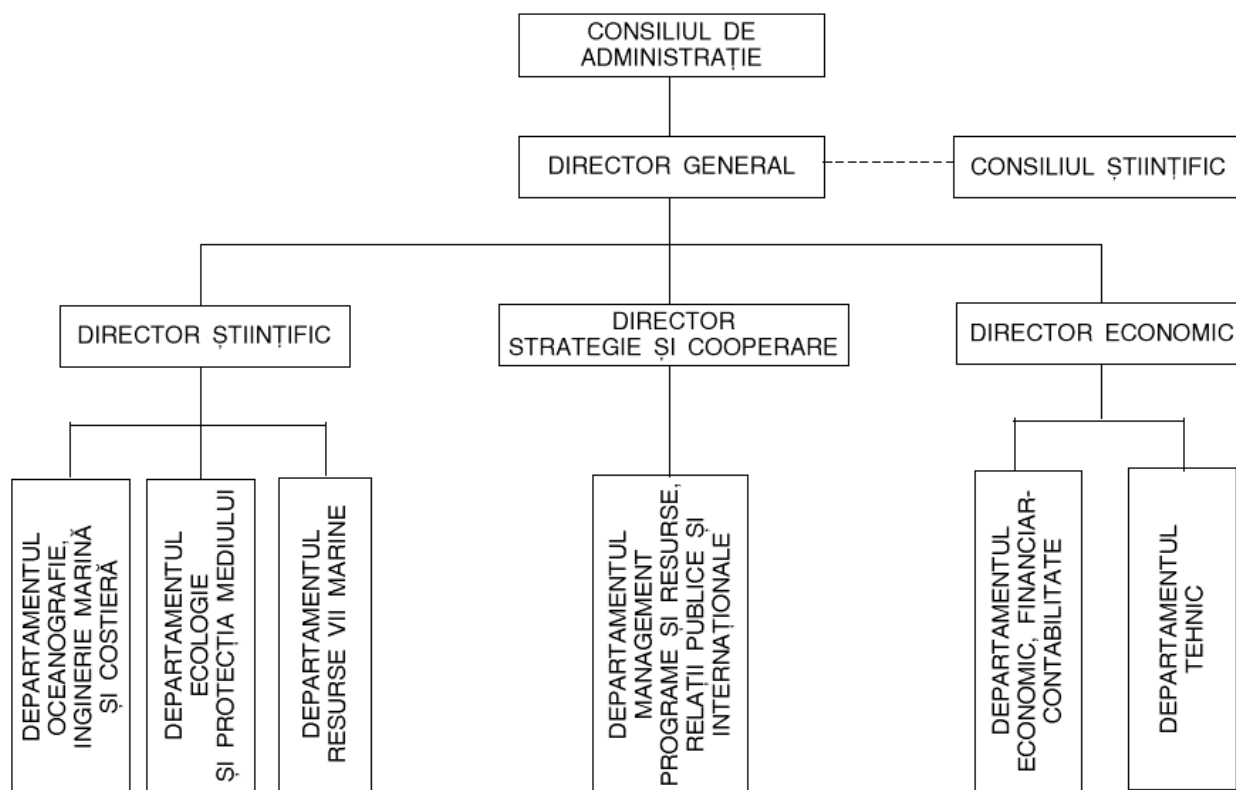 CONSILIUL DE
ADMINISTRAȚIE
DIRECTOR GENERAL
CONSILIUL ȘTIINȚIFIC
DIRECTOR ȘTIINȚIFIC
DIRECTOR
STRATEGIE ȘI COOPERARE
DIRECTOR ECONOMIC
DEPARTAMENTUL
OCEANOGRAFIE,
INGINERIE MARINĂ
ȘI COSTIERĂ
DEPARTAMENTUL
ECOLOGIE
ȘI PROTECȚIA MEDIULUI
DEPARTAMENTUL
RESURSE VII MARINE
DEPARTAMENTUL
MANAGEMENT
PROGRAME ȘI RESURSE,
RELAȚII PUBLICE ȘI
INTERNAȚIONALE
DEPARTAMENTUL
ECONOMIC, FINANCIAR-
CONTABILITATE
DEPARTAMENTUL
TEHNIC